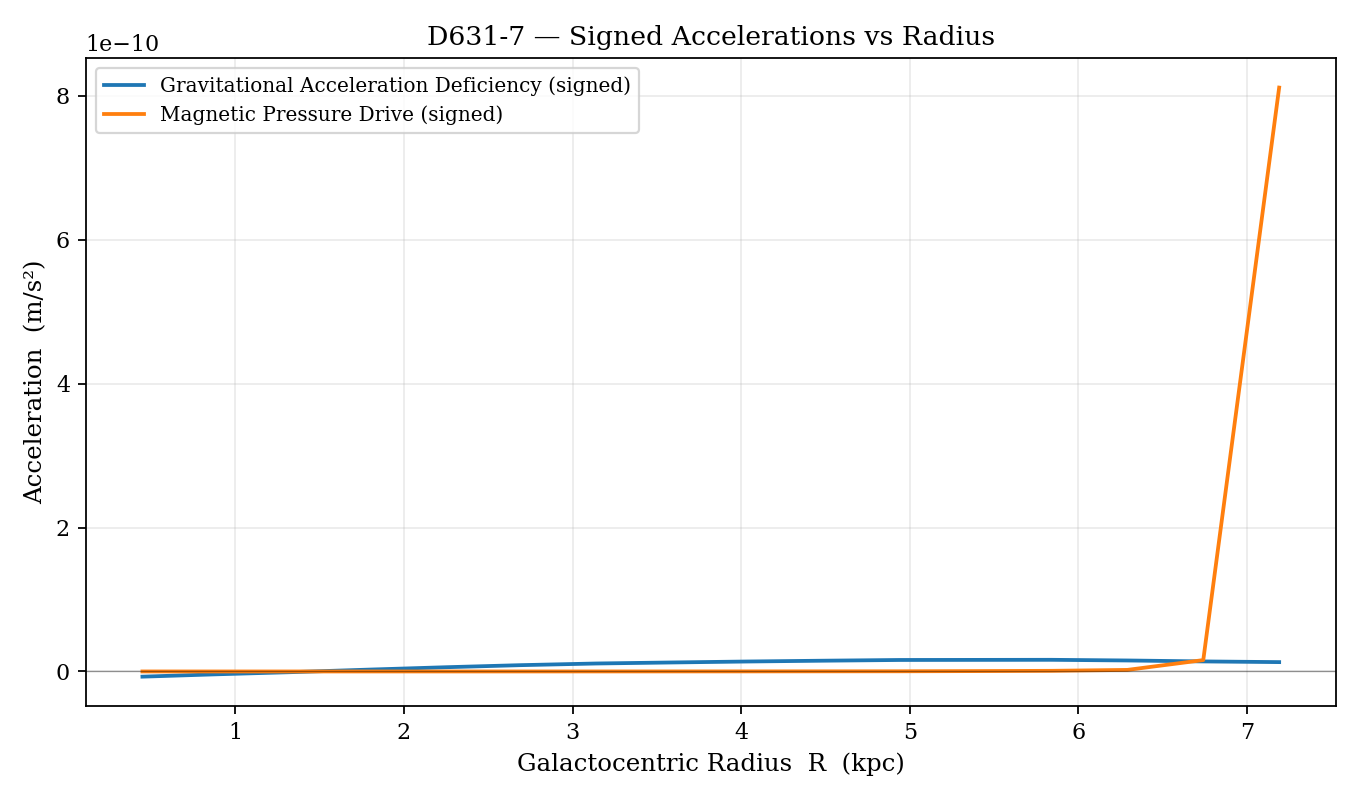 D631-7 — Signed Accelerations vs Radius
1e−10
Gravitational Acceleration Deficiency (signed)
Magnetic Pressure Drive (signed)
8
6
4
2
0
Acceleration (m/s²)
1 2 3 4 5 6 7
Galactocentric Radius R (kpc)